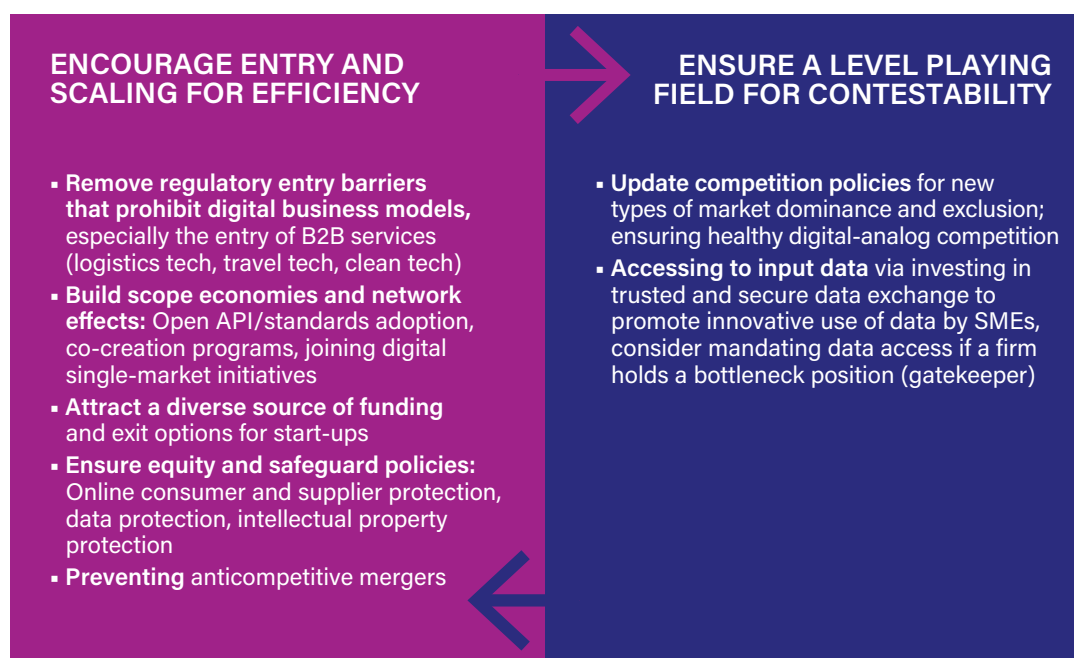 ENCOURAGE ENTRY AND
SCALING FOR EFFICIENCY
▪ Remove regulatory entry barriers
that prohibit digital business models,
especially the entry of B2B services
(logistics tech, travel tech, clean tech)
▪ Build scope economies and network
effects: Open API/standards adoption,
co-creation programs, joining digital
single-market initiatives
▪ Attract a diverse source of funding
and exit options for start-ups
▪ Ensure equity and safeguard policies:
Online consumer and supplier protection,
data protection, intellectual property
protection
▪ Preventing anticompetitive mergers
ENSURE A LEVEL PLAYING
FIELD FOR CONTESTABILITY
▪ Update competition policies for new
types of market dominance and exclusion;
ensuring healthy digital-analog competition
▪ Accessing to input data via investing in
trusted and secure data exchange to
promote innovative use of data by SMEs,
consider mandating data access if a firm
holds a bottleneck position (gatekeeper)